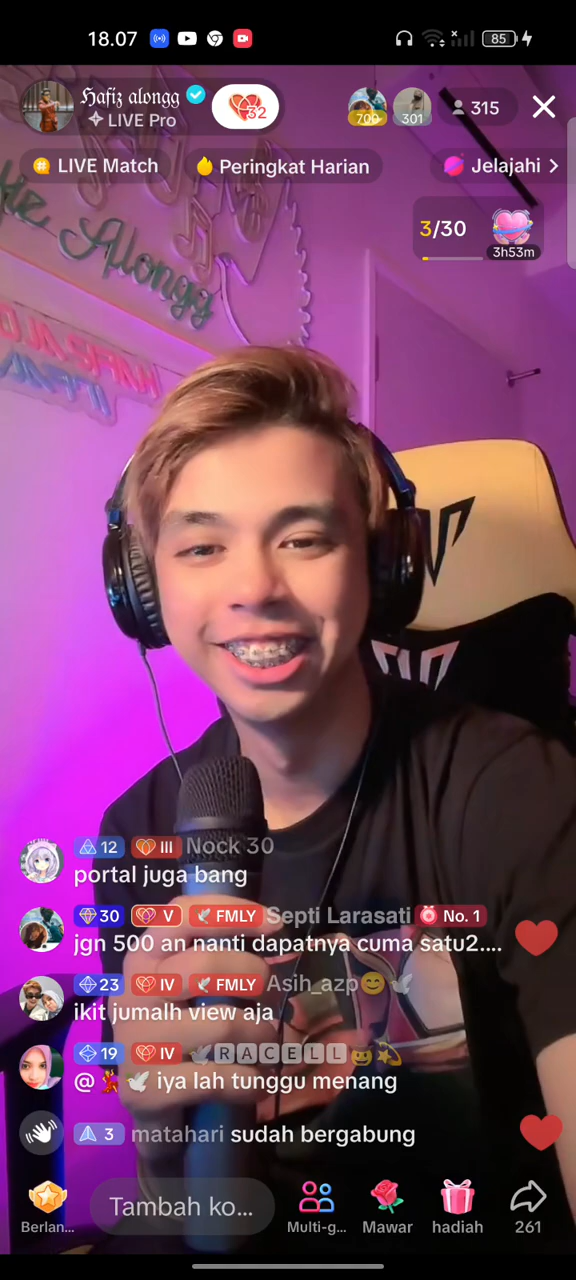 18.07
85
ℌ𝔞𝔣𝔦𝔷 𝔞𝔩𝔬𝔫𝔤𝔤
LIVE Pro
32
700
301
315
LIVE Match
Peringkat Harian
Jelajahi >
3/30
3h53m
Alongg
12 III Nock 30
portal juga bang
30 V FMLY Septi Larasati No. 1
jgn 500 an nanti dapatnya cuma satu2....
23 IV FMLY Asih_azp😊🕊
ikit jumalh view aja
19 IV 🕊🆁🅰🅲🅴🅻🅻😈💫
@💃🕊 iya lah tunggu menang
3 matahari sudah bergabung
Berlan...
Tambah ko...
Multi-g...
Mawar
hadiah
261